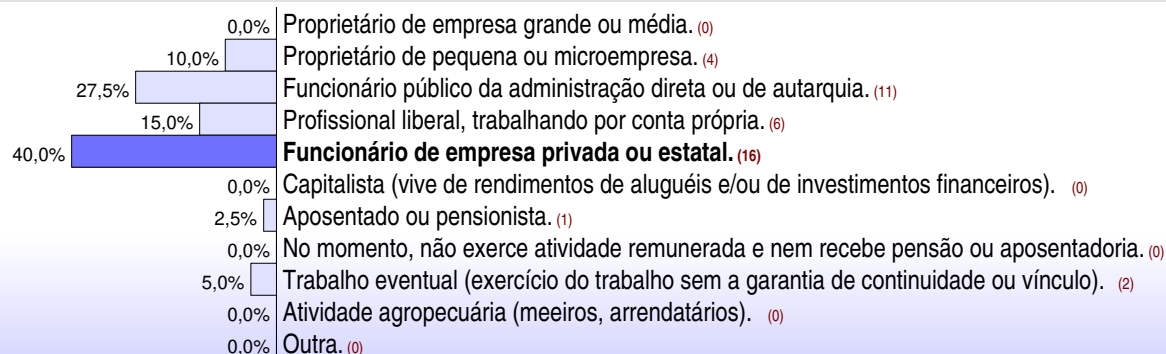 0,0% Proprietário de empresa grande ou média. (0)
10,0% Proprietário de pequena ou microempresa. (4)
27,5% Funcionário público da administração direta ou de autarquia. (11)
15,0% Profissional liberal, trabalhando por conta própria. (6)
40,0% Funcionário de empresa privada ou estatal. (16)
0,0% Capitalista (vive de rendimentos de aluguéis e/ou de investimentos financeiros). (0)
2,5% Aposentado ou pensionista. (1)
0,0% No momento, não exerce atividade remunerada e nem recebe pensão ou aposentadoria. (0)
5,0% Trabalho eventual (exercício do trabalho sem a garantia de continuidade ou vínculo). (2)
0,0% Atividade agropecuária (meeiros, arrendatários). (0)
0,0% Outra. (0)